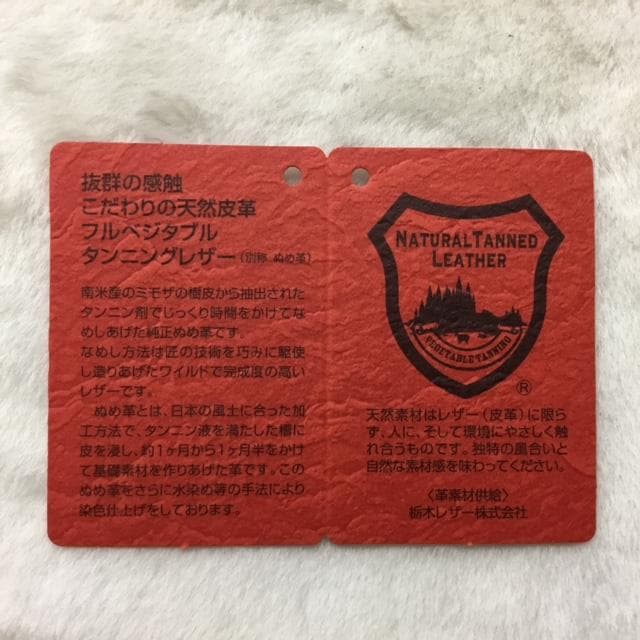 抜群の感触
こだわりの天然皮革
フルベジタブル
タンニングレザー(別称 ぬめ革)
南米産のミモザの樹皮から抽出された
タンニン剤でじっくり時間をかけてな
めしあげた純正ぬめ革です。
なめし方法は匠の技術を巧みに駆使
し塗りあげたワイルドで完成度の高い
レザーです。
ぬめ革とは、日本の風土に合った加
工方法で、タンニン液を満たした槽に
皮を浸し、約1ヶ月から1ヶ月半をかけ
て基礎素材を作りあげた革です。この
ぬめ革をさらに水染め等の手法により
染色仕上げをしております。
NATURAL TANNED
LEATHER
VEGETABLE TANNING
®
天然素材はレザー(皮革)に限ら
ず、人に、そして環境にやさしく触
れ合うものです。独特の風合いと
自然な素材感を味わってください。
〈革素材供給〉
栃木レザー株式会社